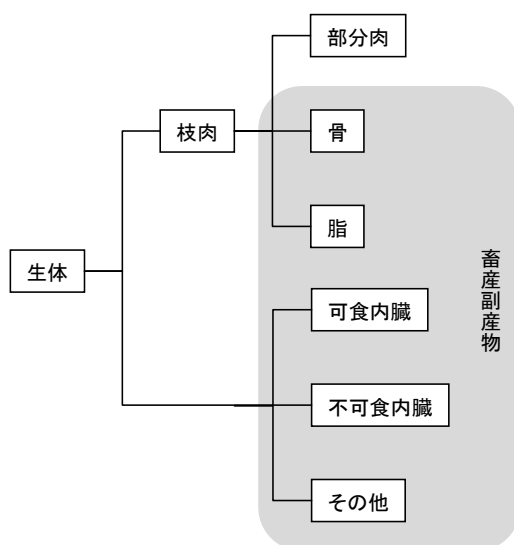 部分肉
枝肉
骨
脂
生体
可食内臓
不可食内臓
その他
畜産副産物